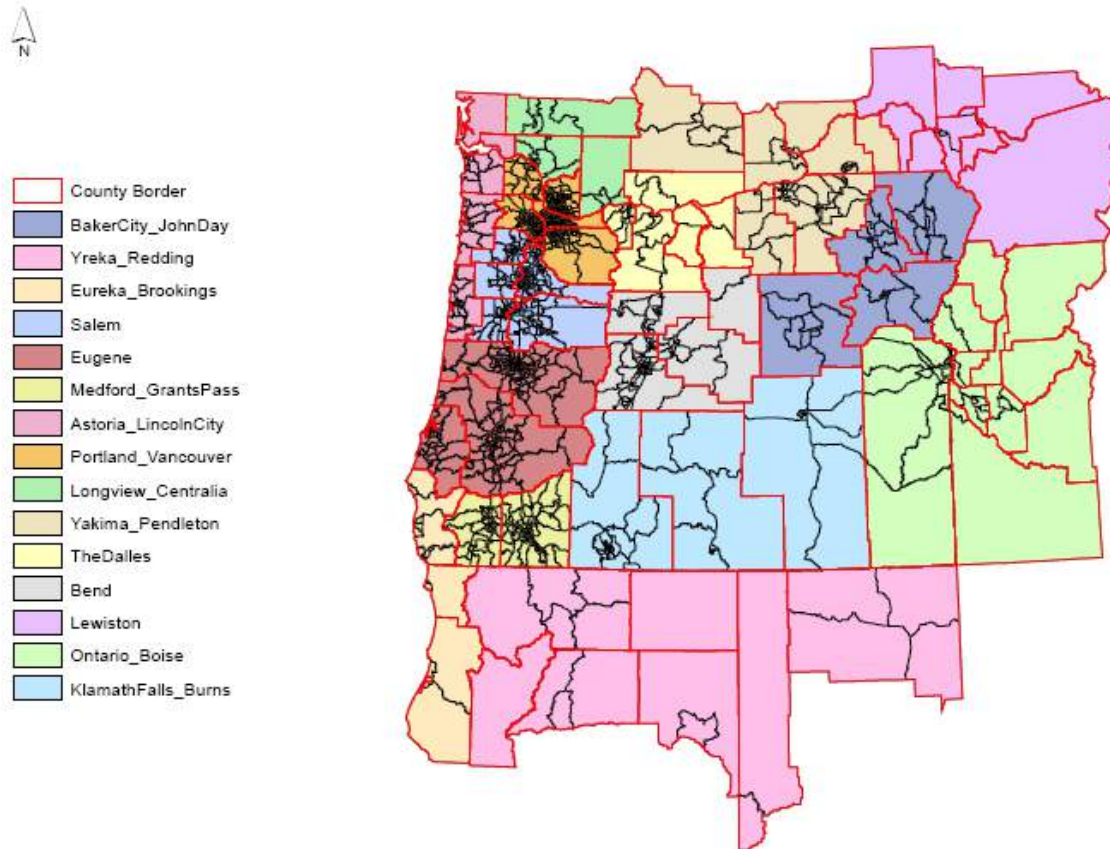 N
County Border
BakerCity_JohnDay
Yreka_Redding
Eureka_Brookings
Salem
Eugene
Medford_GrantsPass
Astoria_LincolnCity
Portland_Vancouver
Longview_Centralia
Yakima_Pendleton
TheDalles
Bend
Lewiston
Ontario_Boise
KlamathFalls_Burns